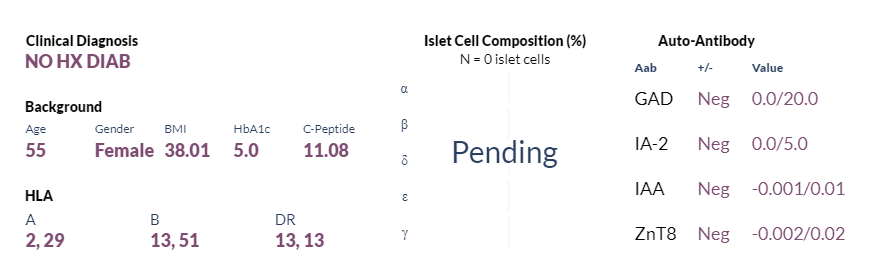 Clinical Diagnosis
NO HX DIAB
Background
Age Gender BMI HbA1c C-Peptide
55 Female 38.01 5.0 11.08
HLA
A B DR
2, 29 13, 51 13, 13
Islet Cell Composition (%)
N = 0 islet cells
α
β
δ
ε
γ
Pending
Auto-Antibody
Aab +/- Value
GAD Neg 0.0/20.0
IA-2 Neg 0.0/5.0
IAA Neg -0.001/0.01
ZnT8 Neg -0.002/0.02